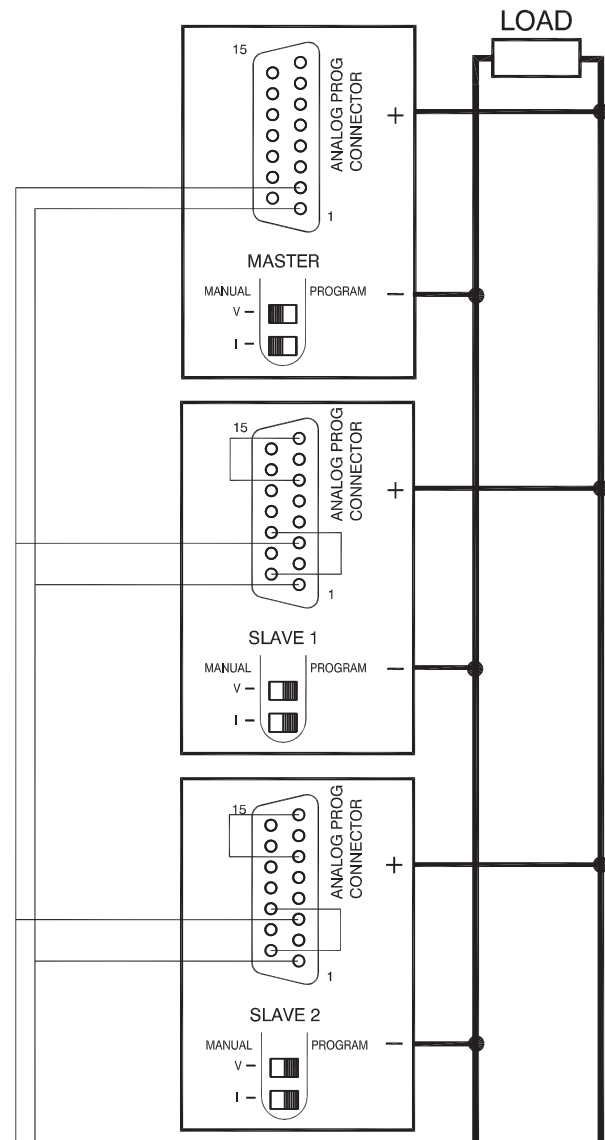 LOAD
15
ANALOG PROG
CONNECTOR
+
1
MASTER
MANUAL PROGRAM −
V −
I −
15
ANALOG PROG
CONNECTOR
+
1
SLAVE 1
MANUAL PROGRAM −
V −
I −
15
ANALOG PROG
CONNECTOR
+
1
SLAVE 2
MANUAL PROGRAM −
V −
I −